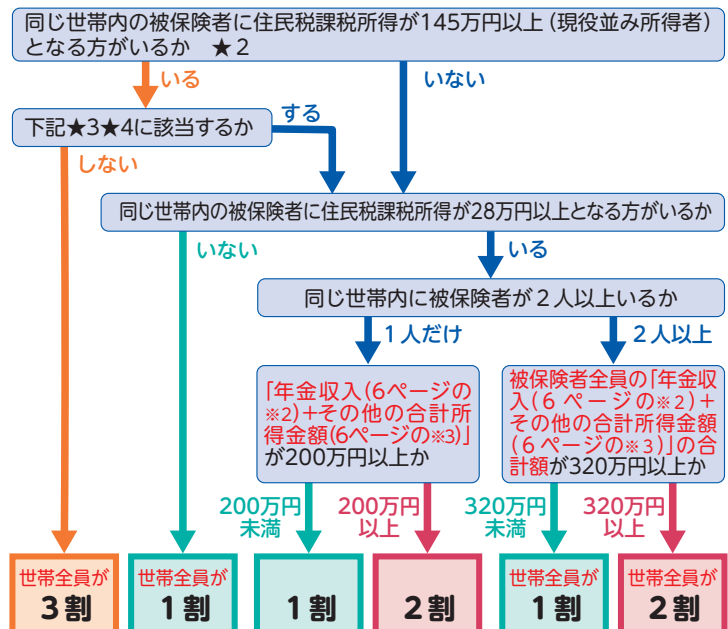 同じ世帯内の被保険者に住民税課税所得が145万円以上(現役並み所得者)
となる方がいるか ★2
いる
いない
下記★3★4に該当するか
する
しない
同じ世帯内の被保険者に住民税課税所得が28万円以上となる方がいるか
いない
いる
同じ世帯内に被保険者が2人以上いるか
1人だけ
2人以上
「年金収入(6ページの
※2)+その他の合計所
得金額(6ページの※3)」
が200万円以上か
被保険者全員の「年金収
入(6ページの※2)+
その他の合計所得金額
(6ページの※3)」の合
計額が320万円以上か
200万円
未満
200万円
以上
320万円
未満
320万円
以上
世帯全員が
3割
世帯全員が
1割
1割
2割
世帯全員が
1割
世帯全員が
2割